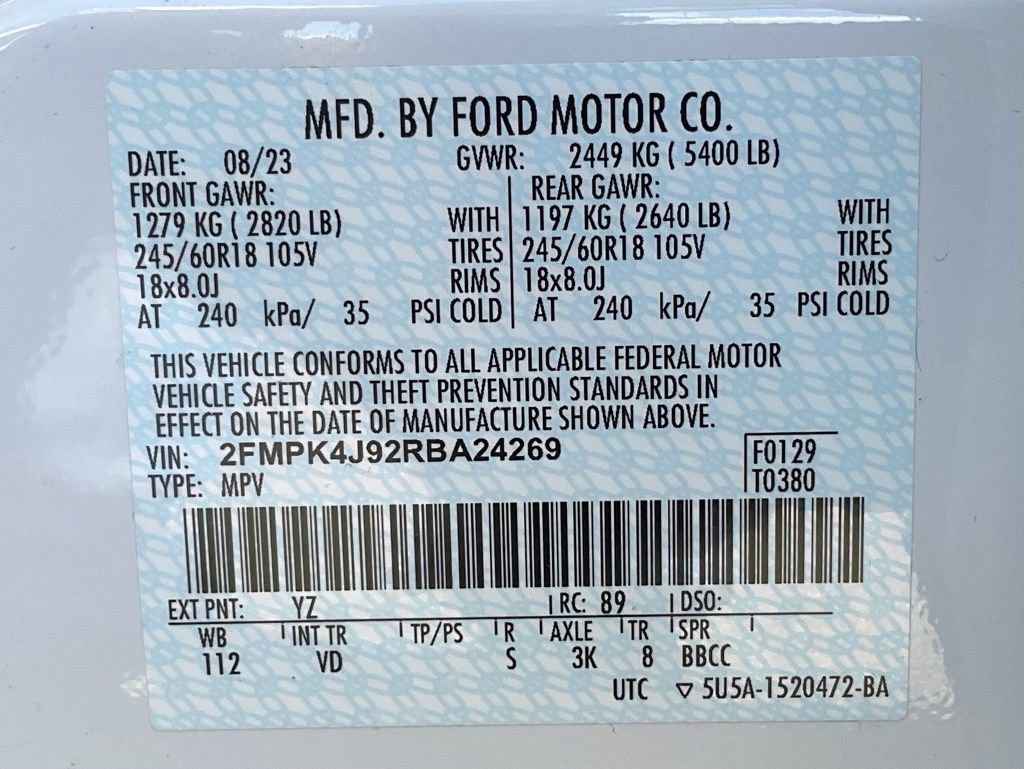 MFD. BY FORD MOTOR CO.
DATE: 08/23 GVWR: 2449 KG ( 5400 LB)
FRONT GAWR: REAR GAWR:
1279 KG ( 2820 LB) WITH 1197 KG ( 2640 LB) WITH
245/60R18 105V TIRES 245/60R18 105V TIRES
18x8.0J RIMS 18x8.0J RIMS
AT 240 kPa/ 35 PSI COLD AT 240 kPa/ 35 PSI COLD
THIS VEHICLE CONFORMS TO ALL APPLICABLE FEDERAL MOTOR
VEHICLE SAFETY AND THEFT PREVENTION STANDARDS IN
EFFECT ON THE DATE OF MANUFACTURE SHOWN ABOVE.
VIN: 2FMPK4J92RBA24269 F0129
TYPE: MPV T0380
EXT PNT: YZ RC: 89 DSO:
WB INT TR TP/PS R AXLE TR SPR
112 VD S 3K 8 BBCC
UTC ▽ 5U5A-1520472-BA